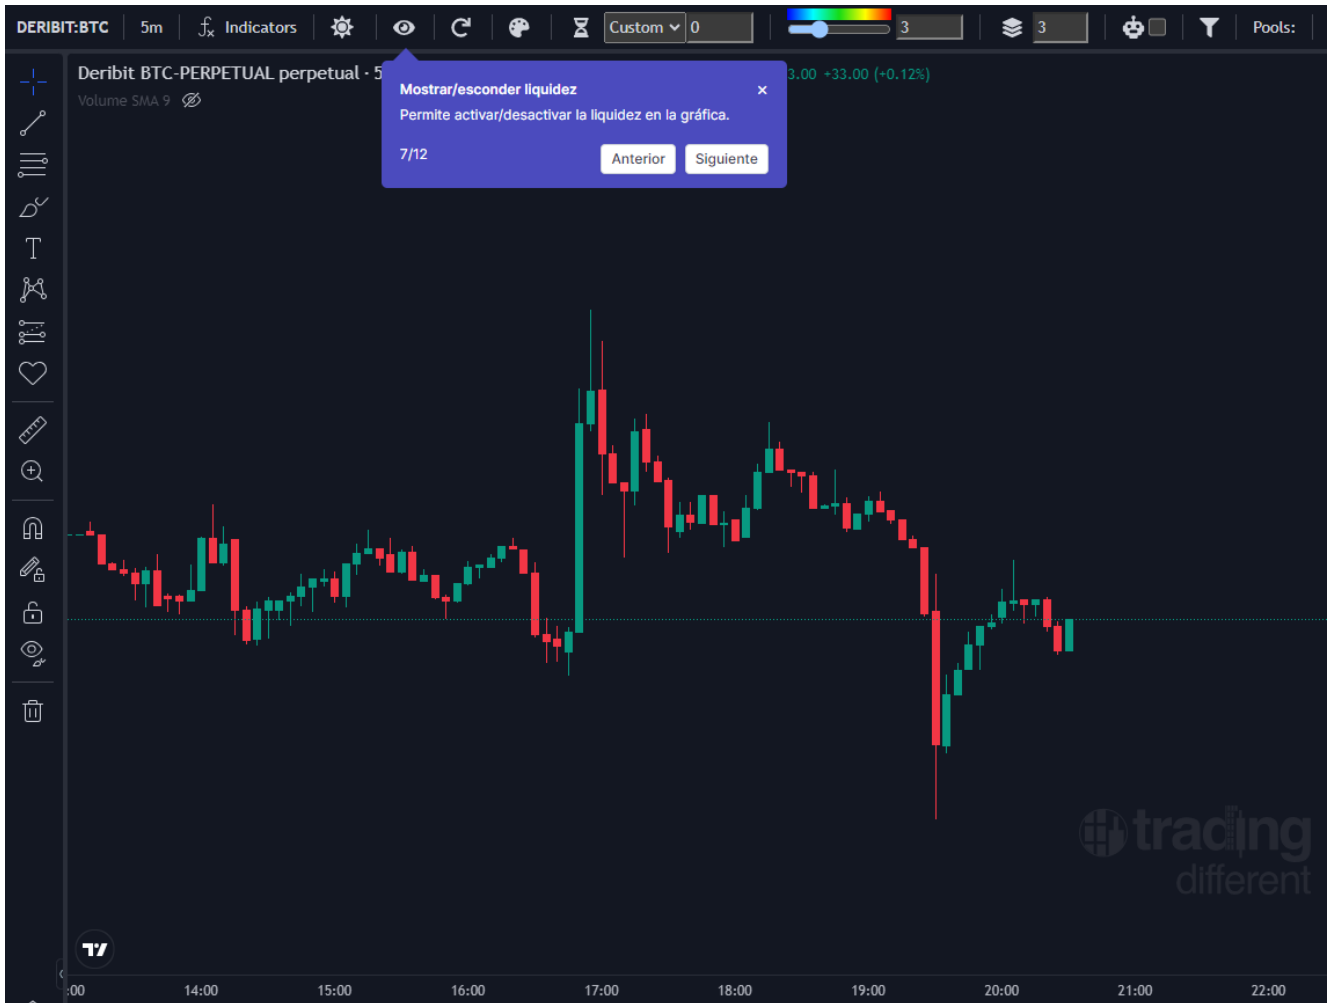 DERIBIT:BTC 5m Indicators Custom 0 3 3 Pools:
Deribit BTC-PERPETUAL perpetual · 5
3.00 +33.00 (+0.12%)
Volume SMA 9
Mostrar/esconder liquidez
Permite activar/desactivar la liquidez en la gráfica.
7/12 Anterior Siguiente
trading
different
:00 14:00 15:00 16:00 17:00 18:00 19:00 20:00 21:00 22:00